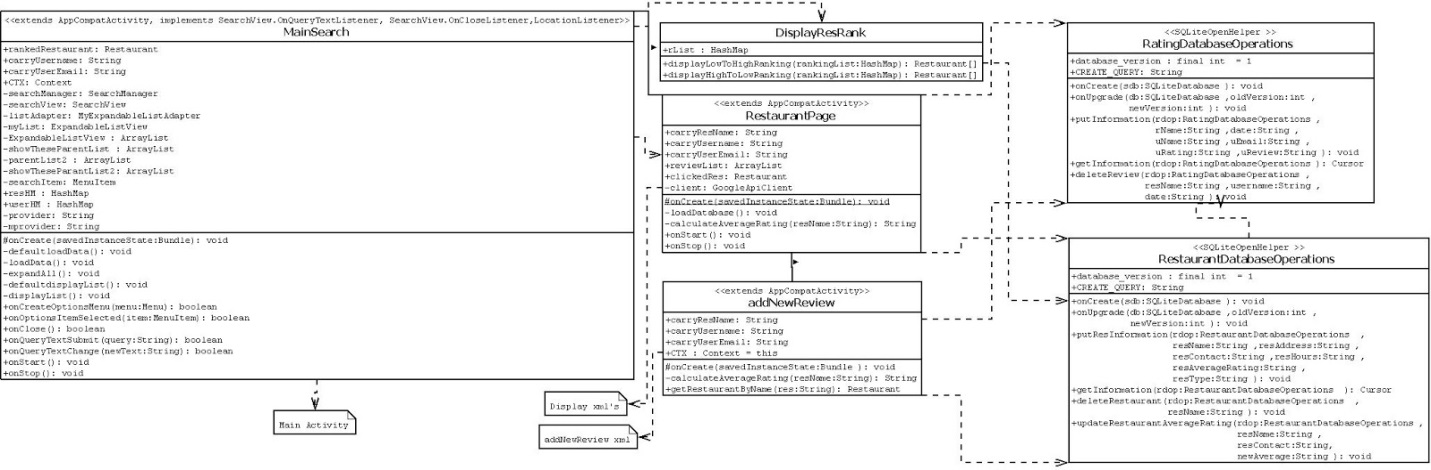 <<extends AppCompatActivity, implements SearchView.OnQueryTextListener, SearchView.OnCloseListener,LocationListener>>
MainSearch
+rankedRestaurant: Restaurant
+carryUsername: String
+carryUserEmail: String
+CTX: Context
-searchManager: SearchManager
-searchView: SearchView
-listAdapter: MyExpandableListAdapter
-myList: ExpandableListView
-ExpandableListView : ArrayList
-showTheseParentList : ArrayList
-parentList2 : ArrayList
-showTheseParantList2: ArrayList
-searchItem: MenuItem
+resHM : HashMap
+userHM : HashMap
-provider: String
-mprovider: String
#onCreate(savedInstanceState:Bundle): void
-defaultloadData(): void
-loadData(): void
-expandAll(): void
-defaultdisplayList(): void
-displayList(): void
+onCreateOptionsMenu(menu:Menu): boolean
+onOptionsItemSelected(item:MenuItem): boolean
+onClose(): boolean
+onQueryTextSubmit(query:String): boolean
+onQueryTextChange(newText:String): boolean
+onStart(): void
+onStop(): void
Main Activity
DisplayResRank
+rList : HashMap
+displayLowToHighRanking(rankingList:HashMap): Restaurant[]
+displayHighToLowRanking(rankingList:HashMap): Restaurant[]
<<extends AppCompatActivity>>
RestaurantPage
+carryResName: String
+carryUsername: String
+carryUserEmail: String
+reviewList: ArrayList
+clickedRes: Restaurant
-client: GoogleApiClient
#onCreate(savedInstanceState:Bundle): void
-loadDatabase(): void
-calculateAverageRating(resName:String): String
+onStart(): void
+onStop(): void
<<extends AppCompatActivity>>
addNewReview
+carryResName: String
+carryUsername: String
+carryUserEmail: String
+CTX : Context = this
#onCreate(savedInstanceState:Bundle ): void
-calculateAverageRating(resName:String): String
+getRestaurantByName(res:String): Restaurant
Display xml's
addNewReview xml
<<SQLiteOpenHelper >>
RatingDatabaseOperations
+database_version : final int  = 1
+CREATE_QUERY: String
+onCreate(sdb:SQLiteDatabase ): void
+onUpgrade(db:SQLiteDatabase ,oldVersion:int ,
newVersion:int ): void
+putInformation(rdop:RatingDatabaseOperations ,
rName:String ,date:String ,
uName:String ,uEmail:String ,
uRating:String ,uReview:String ): void
+getInformation(rdop:RatingDatabaseOperations ): Cursor
+deleteReview(rdop:RatingDatabaseOperations ,
resName:String ,username:String ,
date:String ): void
<<SQLiteOpenHelper >>
RestaurantDatabaseOperations
+database_version : final int  = 1
+CREATE_QUERY: String
+onCreate(sdb:SQLiteDatabase ): void
+onUpgrade(db:SQLiteDatabase ,oldVersion:int ,
newVersion:int ): void
+putResInformation(rdop:RestaurantDatabaseOperations  ,
resName:String ,resAddress:String ,
resContact:String ,resHours:String ,
resAverageRating:String ,
resType:String ): void
+getInformation(rdop:RestaurantDatabaseOperations  ): Cursor
+deleteRestaurant(rdop:RestaurantDatabaseOperations  ,
resName:String ): void
+updateRestaurantAverageRating(rdop:RestaurantDatabaseOperations ,
resName:String ,
resContact:String,
newAverage:String ): void